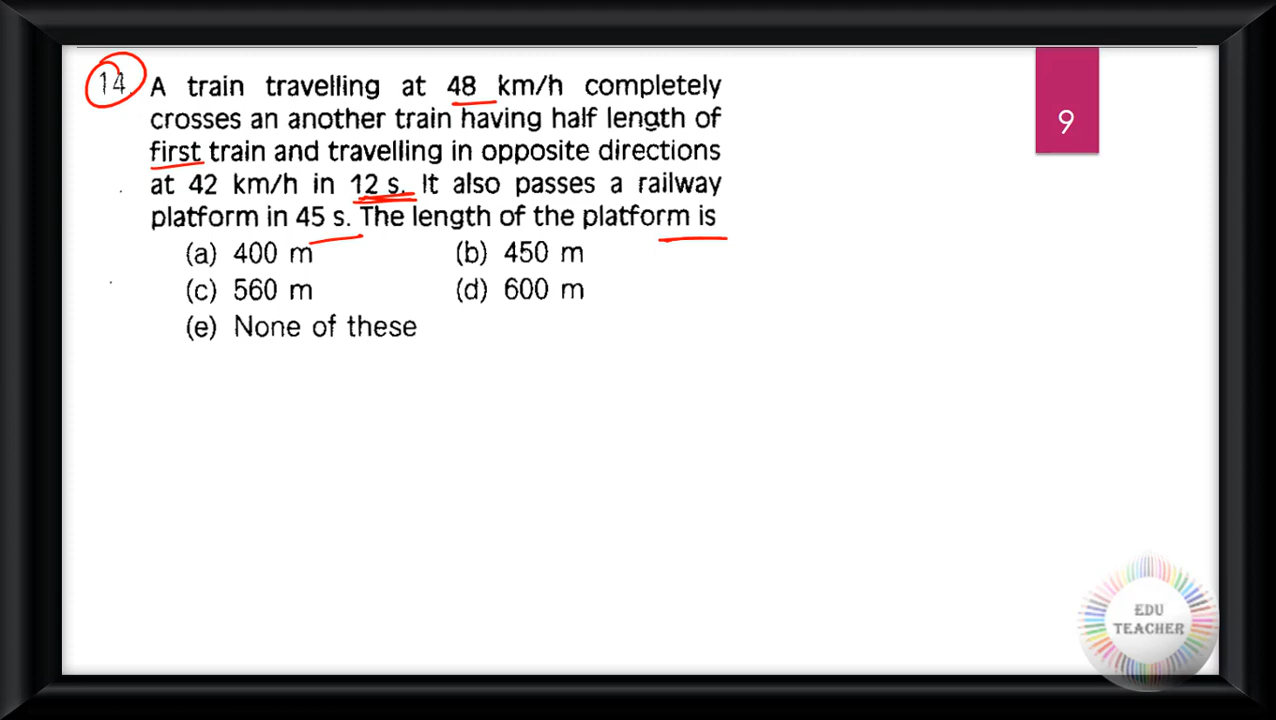 14 A train travelling at 48 km/h completely
crosses an another train having half length of
first train and travelling in opposite directions
at 42 km/h in 12 s. It also passes a railway
platform in 45 s. The length of the platform is
(a) 400 m (b) 450 m
(c) 560 m (d) 600 m
(e) None of these
9
EDU
TEACHER